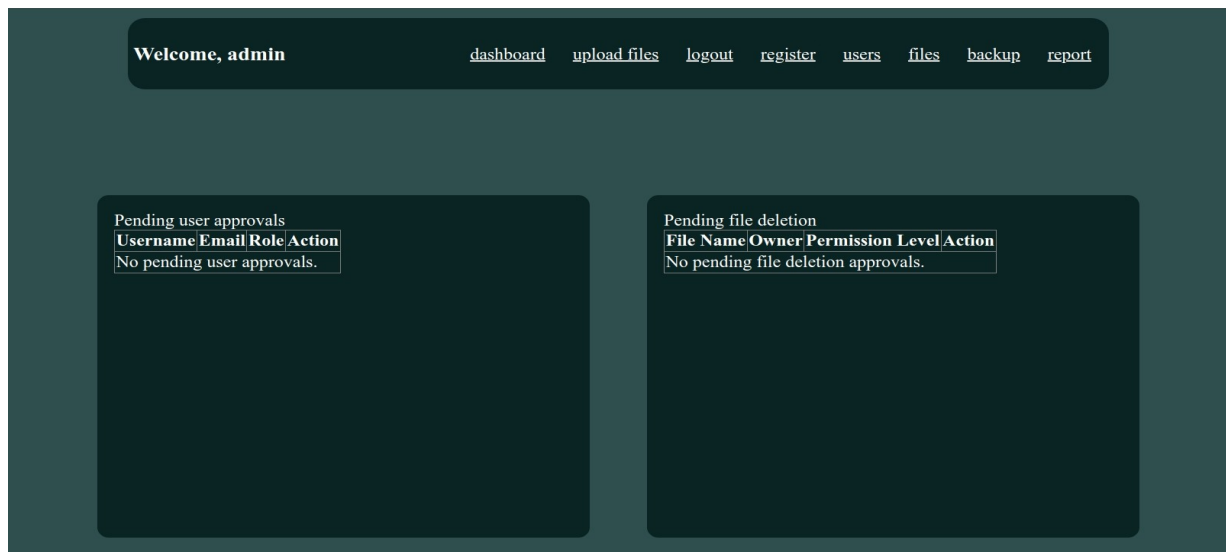 Welcome, admin dashboard upload files logout register users files backup report
Pending user approvals
Username Email Role Action
No pending user approvals.
Pending file deletion
File Name Owner Permission Level Action
No pending file deletion approvals.